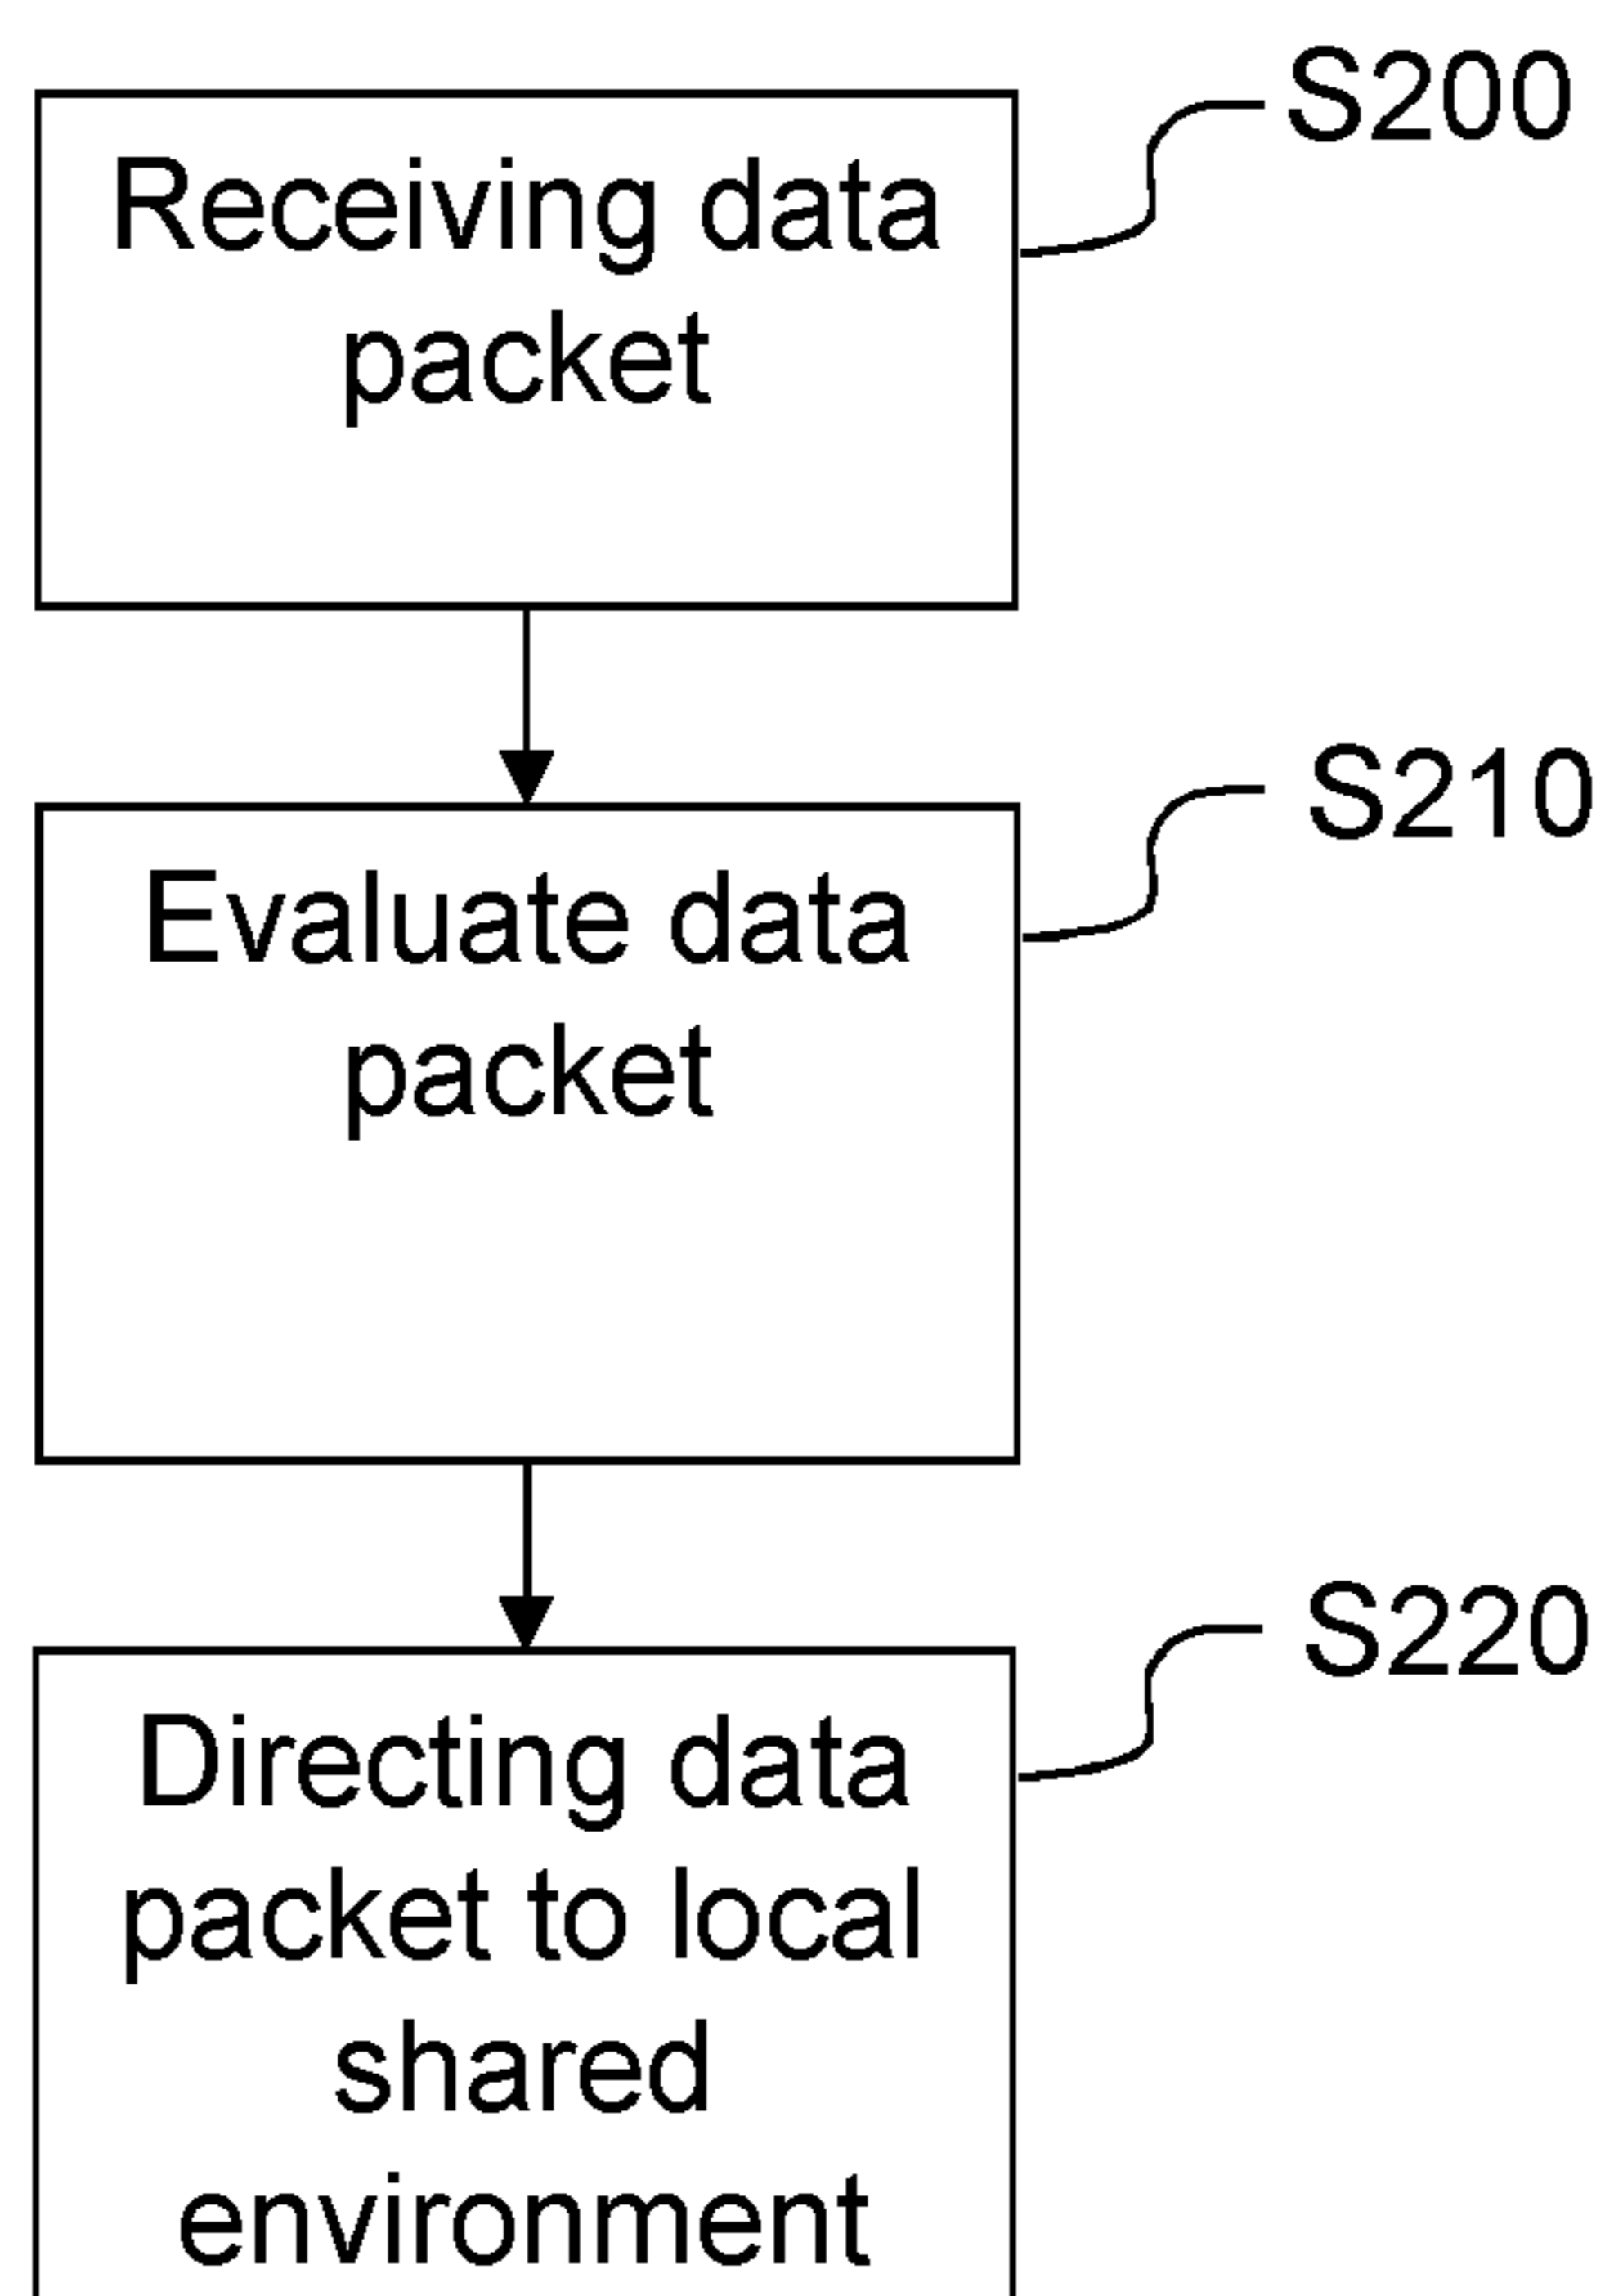 S200
Receiving data
packet
S210
Evaluate data
packet
S220
Directing data
packet to local
shared
environment